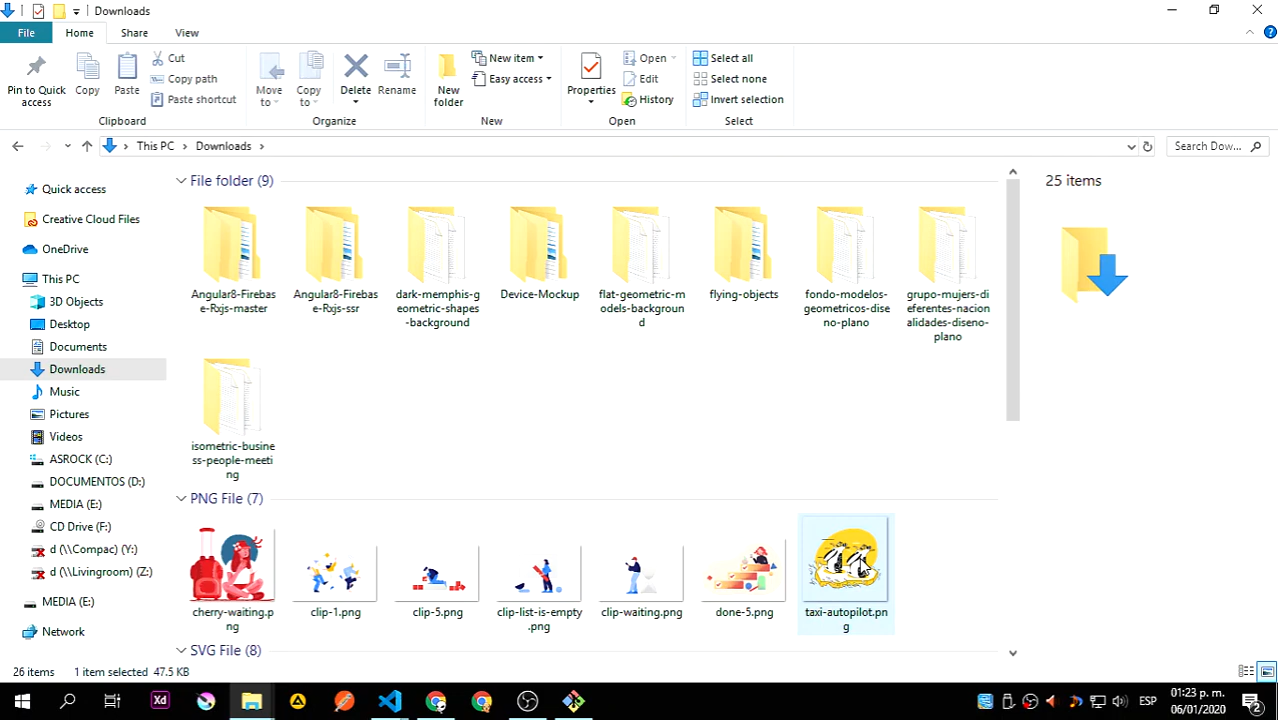 Downloads
File Home Share View
Pin to Quick access
Copy
Paste
Cut
Copy path
Paste shortcut
Clipboard
Move to
Copy to
Delete
Rename
Organize
New folder
New item
Easy access
New
Properties
Open
Edit
History
Open
Select all
Select none
Invert selection
Select
This PC > Downloads >
Search Dow...
Quick access
Creative Cloud Files
OneDrive
This PC
3D Objects
Desktop
Documents
Downloads
Music
Pictures
Videos
ASROCK (C:)
DOCUMENTOS (D:)
MEDIA (E:)
CD Drive (F:)
d (\\Compac) (Y:)
d (\\Livingroom) (Z:)
MEDIA (E:)
Network
File folder (9)
Angular8-Firebas
e-Rxjs-master
Angular8-Firebas
e-Rxjs-ssr
dark-memphis-g
eometric-shapes
-background
Device-Mockup
flat-geometric-m
odels-backgroun
d
flying-objects
fondo-modelos-
geometricos-dise
no-plano
grupo-mujers-di
eferentes-nacion
alidades-diseno-
plano
isometric-busine
ss-people-meeti
ng
PNG File (7)
cherry-waiting.p
ng
clip-1.png
clip-5.png
clip-list-is-empty
.png
clip-waiting.png
done-5.png
taxi-autopilot.pn
g
SVG File (8)
25 items
26 items 1 item selected 47.5 KB
Xd
ESP
01:23 p. m.
06/01/2020
2